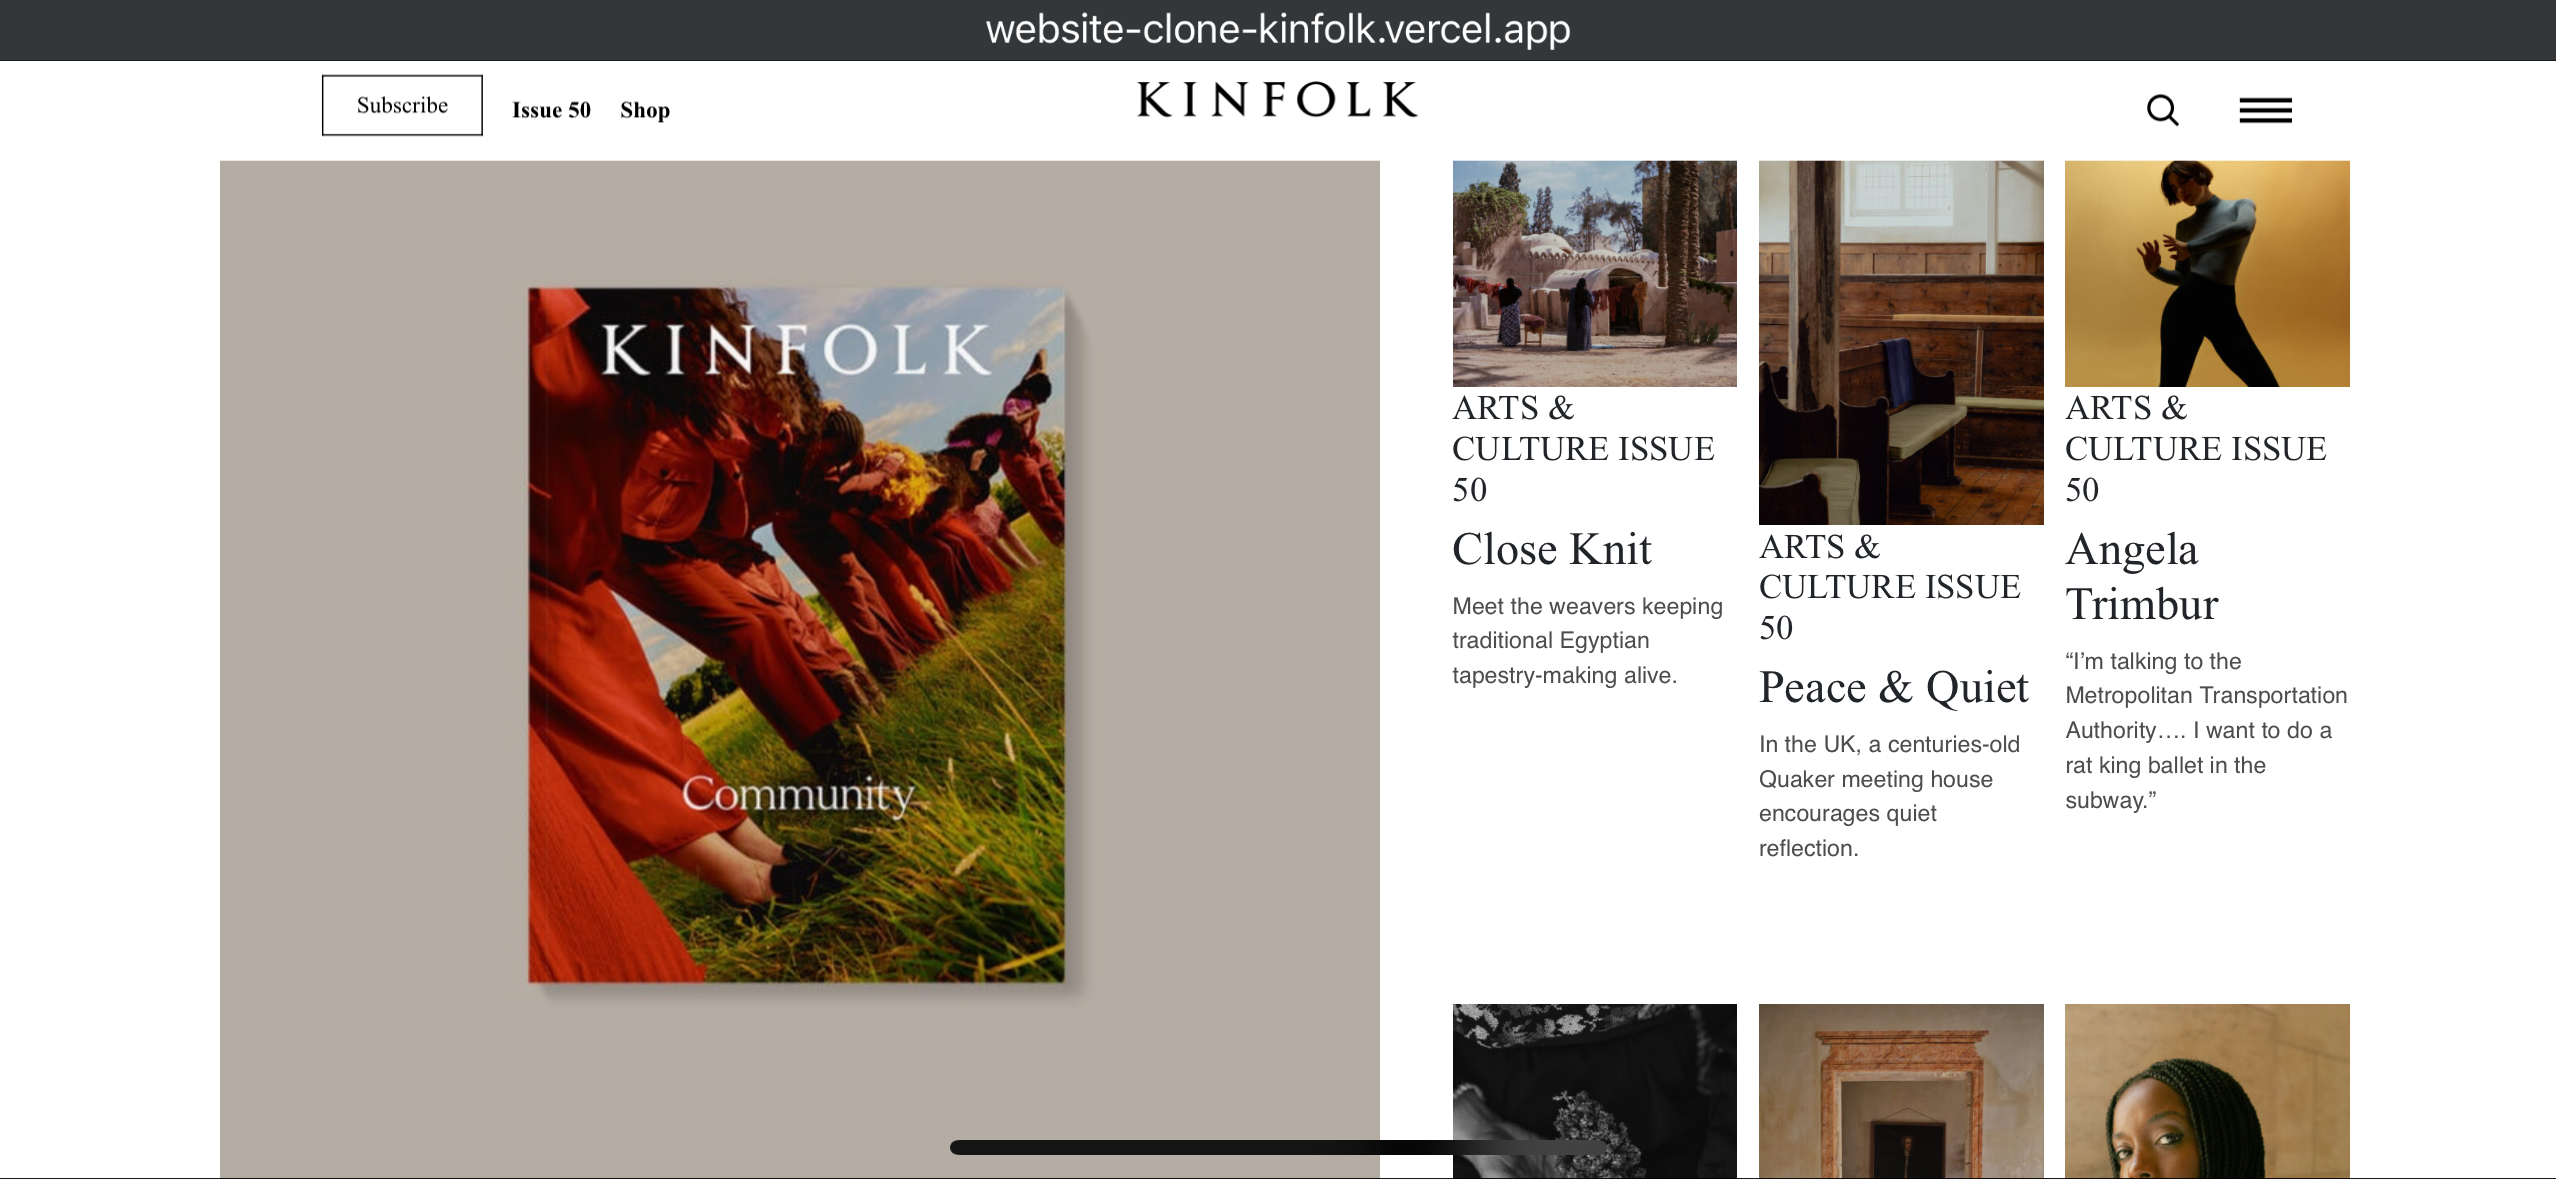 website-clone-kinfolk.vercel.app
Subscribe
Issue 50
Shop
KINFOLK
KINFOLK
Community
ARTS &
CULTURE ISSUE
50
Close Knit
Meet the weavers keeping
traditional Egyptian
tapestry-making alive.
ARTS &
CULTURE ISSUE
50
Peace & Quiet
In the UK, a centuries-old
Quaker meeting house
encourages quiet
reflection.
ARTS &
CULTURE ISSUE
50
Angela
Trimbur
“I’m talking to the
Metropolitan Transportation
Authority…. I want to do a
rat king ballet in the
subway.”